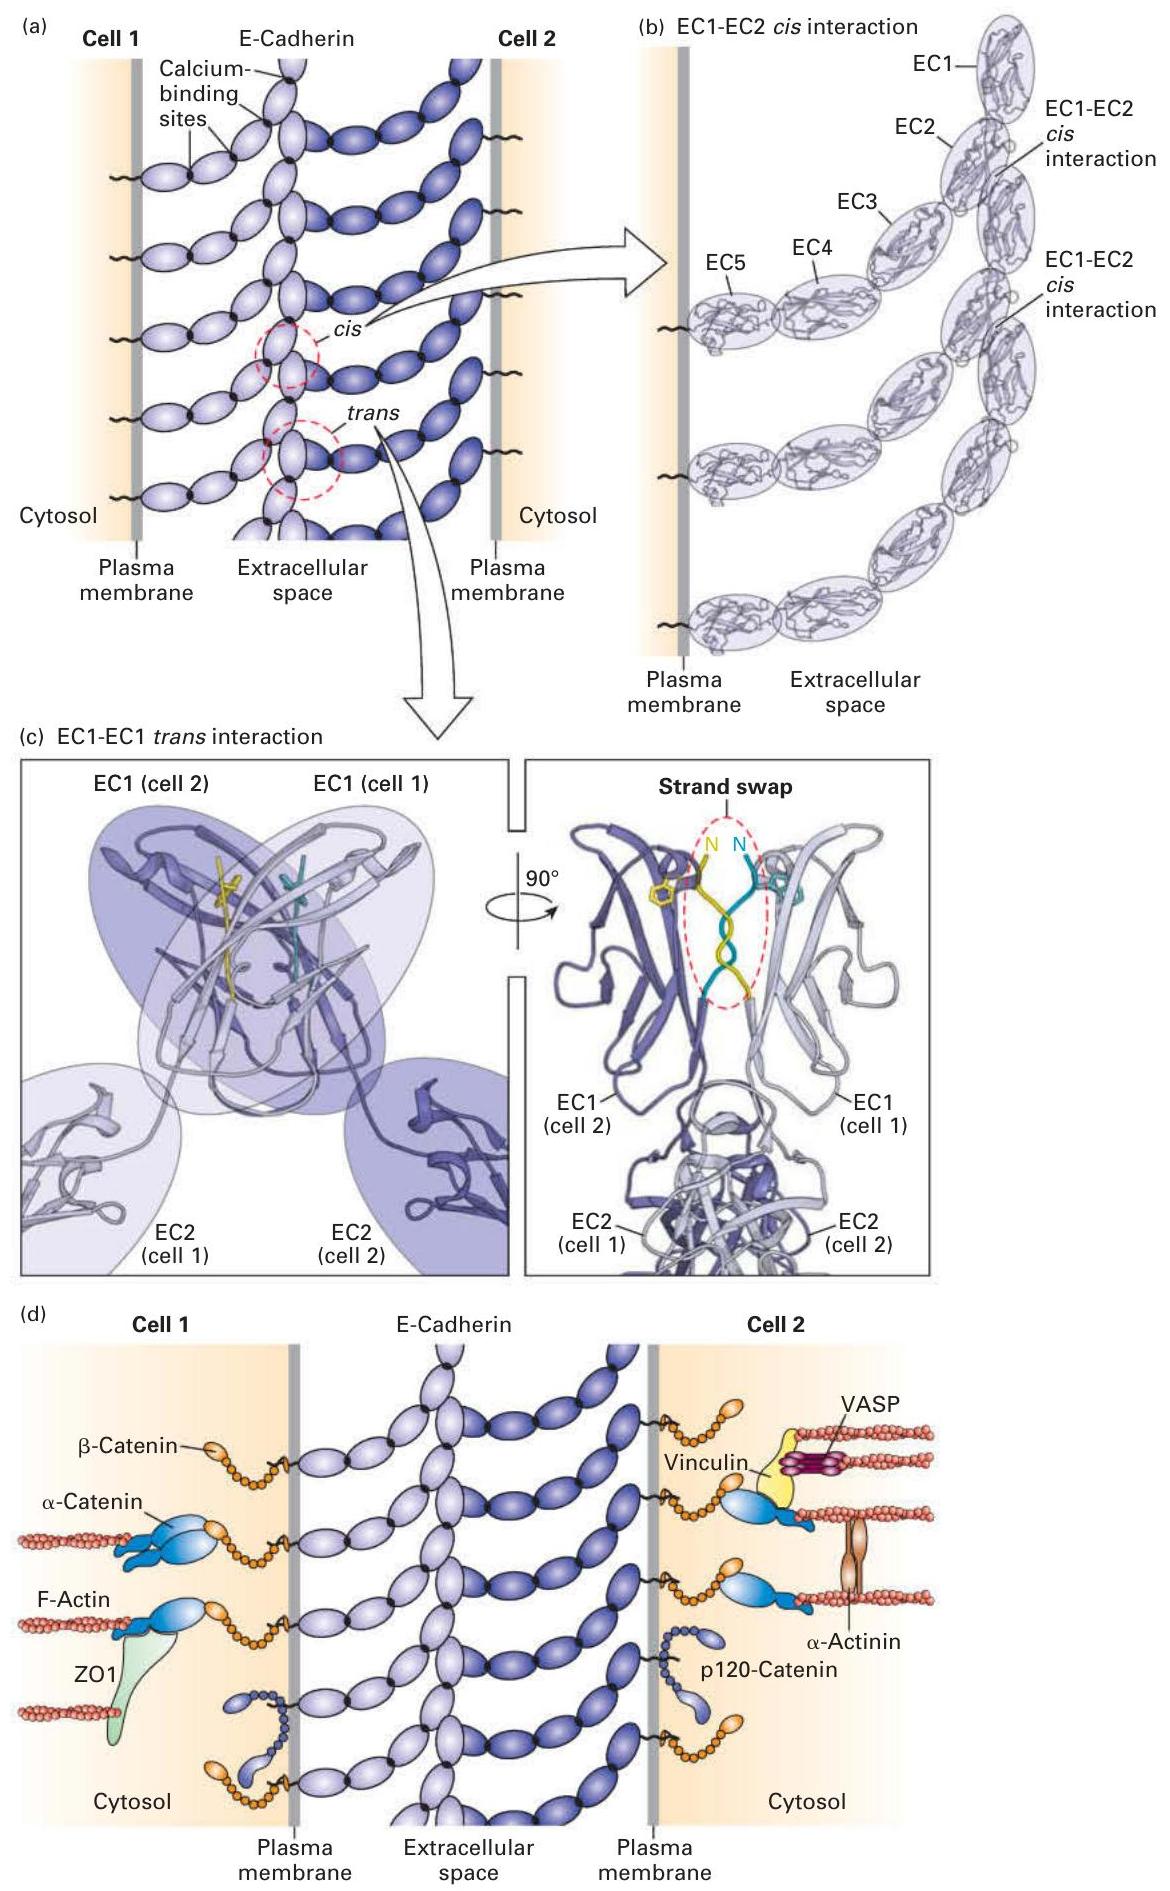 (a)
Cell 1
E-Cadherin
Cell 2
Calcium-
binding
sites
cis
trans
Cytosol
Cytosol
Plasma
membrane
Extracellular
space
Plasma
membrane
(b) EC1-EC2 cis interaction
EC1
EC2
EC1-EC2
cis
interaction
EC3
EC4
EC5
EC1-EC2
cis
interaction
Plasma
membrane
Extracellular
space
(c) EC1-EC1 trans interaction
EC1 (cell 2)
EC1 (cell 1)
EC2
(cell 1)
EC2
(cell 2)
90°
Strand swap
N
N
EC1
(cell 2)
EC1
(cell 1)
EC2
(cell 1)
EC2
(cell 2)
(d)
Cell 1
E-Cadherin
Cell 2
β-Catenin
α-Catenin
F-Actin
ZO1
VASP
Vinculin
α-Actinin
p120-Catenin
Cytosol
Cytosol
Plasma
membrane
Extracellular
space
Plasma
membrane